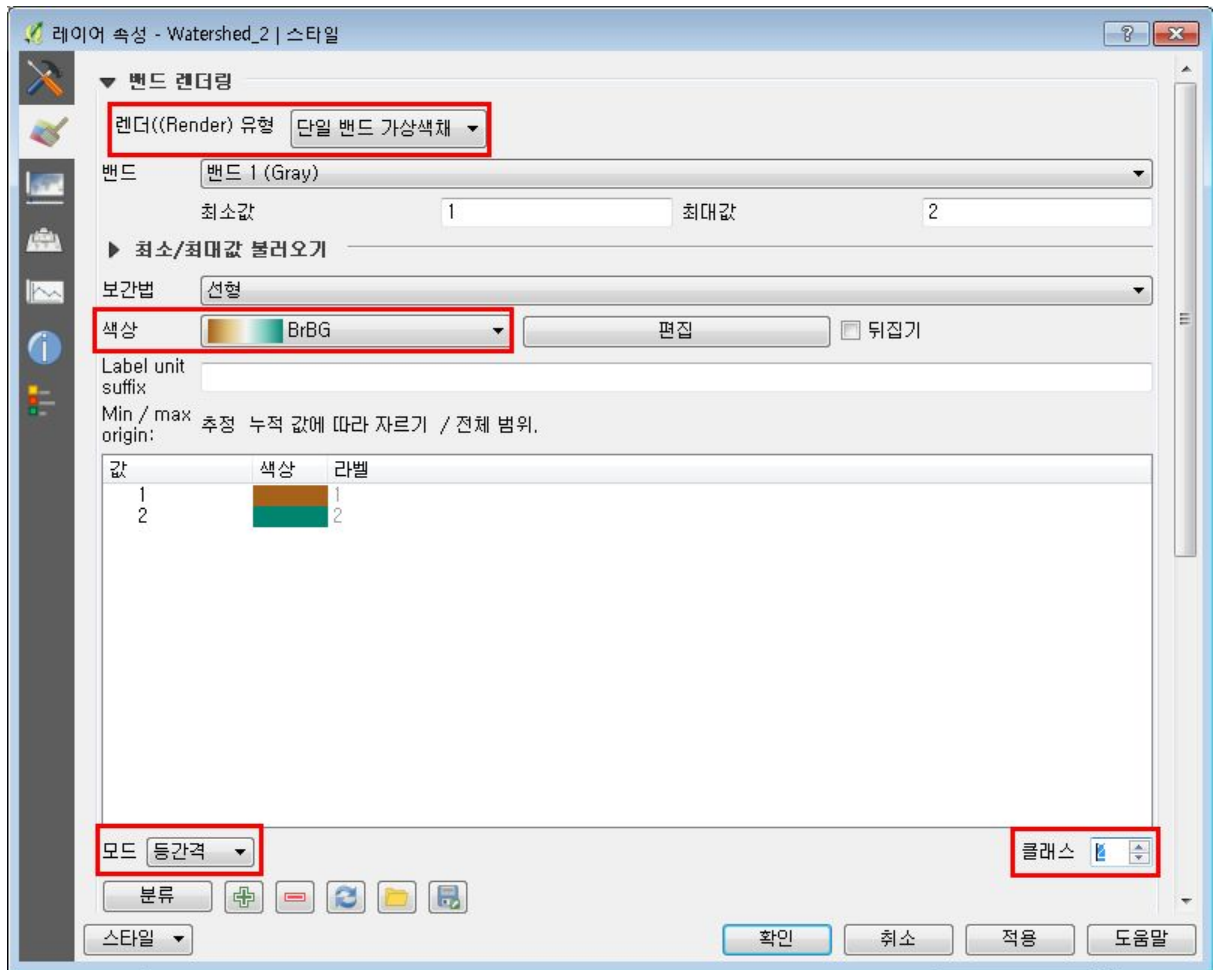 레이어 속성 - Watershed_2 | 스타일
밴드 렌더링
렌더((Render) 유형 단일 밴드 가상색채
밴드 밴드 1 (Gray)
최소값 1 최대값 2
최소/최대값 불러오기
보간법 선형
색상 BrBG 편집 뒤집기
Label unit
suffix
Min / max
origin: 추정 누적 값에 따라 자르기 / 전체 범위.
값 색상 라벨
1 1
2 2
모드 등간격 클래스 2
분류
스타일 확인 취소 적용 도움말